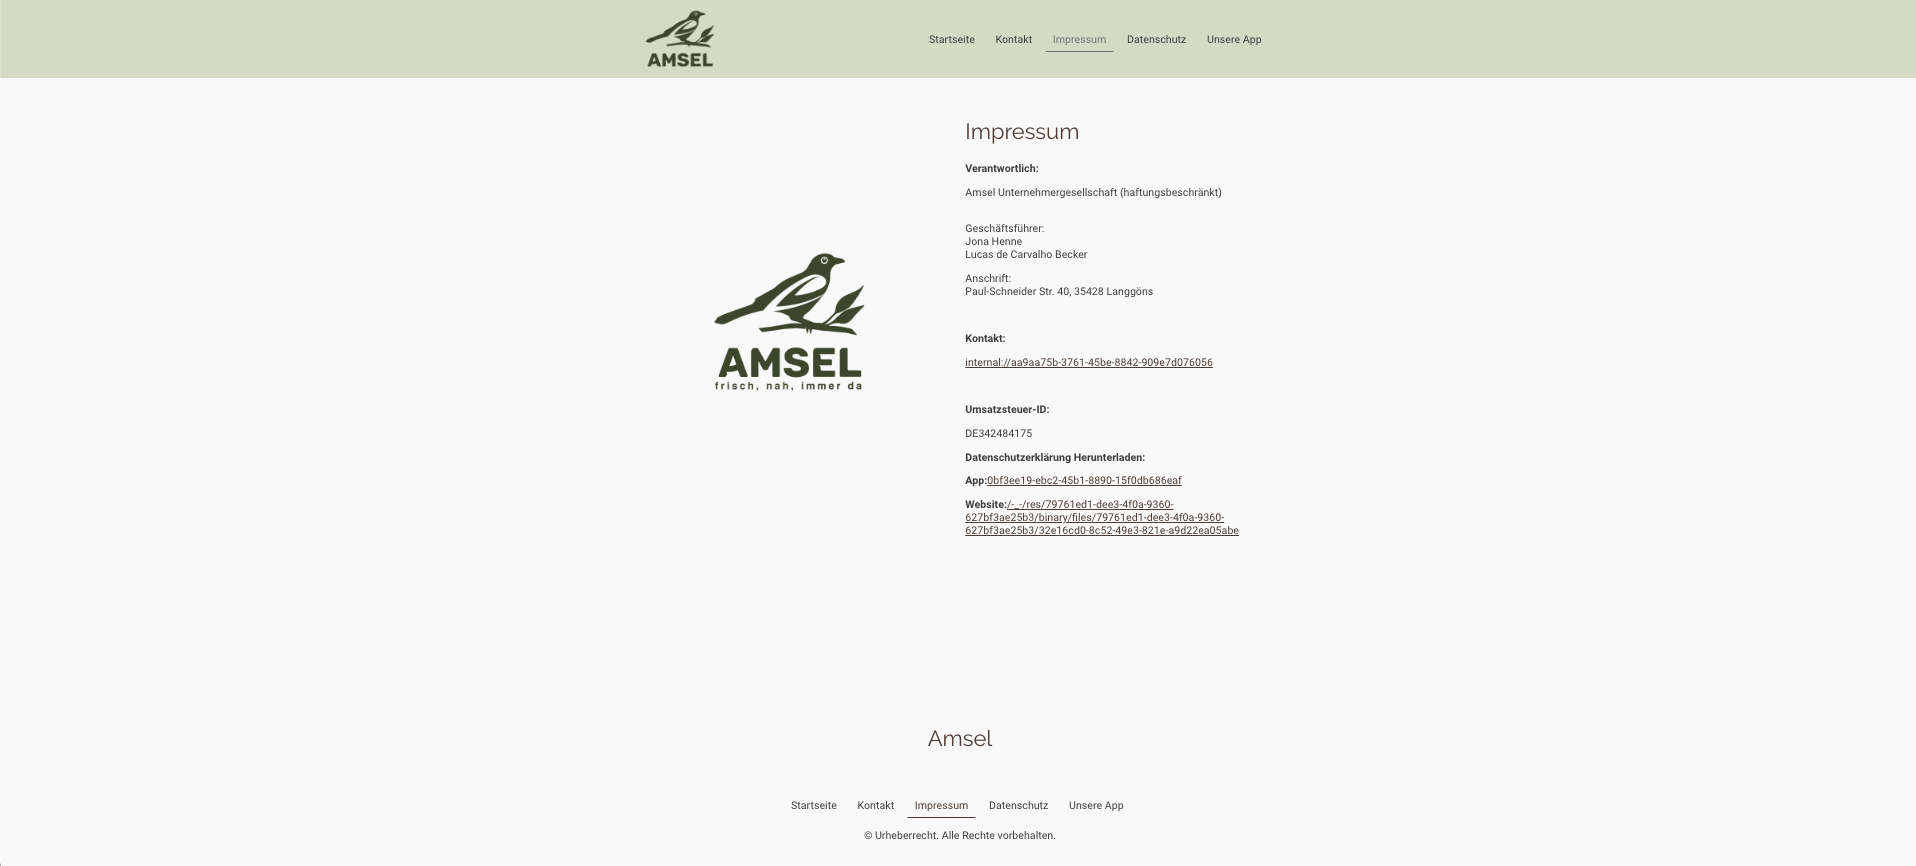 AMSEL
Startseite Kontakt Impressum Datenschutz Unsere App
Impressum
Verantwortlich:
Amsel Unternehmergesellschaft (haftungsbeschränkt)
Geschäftsführer:
Jona Henne
Lucas de Carvalho Becker
Anschrift:
Paul-Schneider Str. 40, 35428 Langgöns
AMSEL
frisch, nah, immer da
Kontakt:
internal://aa9aa75b-3761-45be-8842-909e7d076056
Umsatzsteuer-ID:
DE342484175
Datenschutzerklärung Herunterladen:
App:0bf3ee19-ebc2-45b1-8890-15f0db686eaf
Website:/-_-/res/79761ed1-dee3-4f0a-9360-
627bf3ae25b3/binary/files/79761ed1-dee3-4f0a-9360-
627bf3ae25b3/32e16cd0-8c52-49e3-821e-a9d22ea05abe
Amsel
Startseite Kontakt Impressum Datenschutz Unsere App
© Urheberrecht. Alle Rechte vorbehalten.